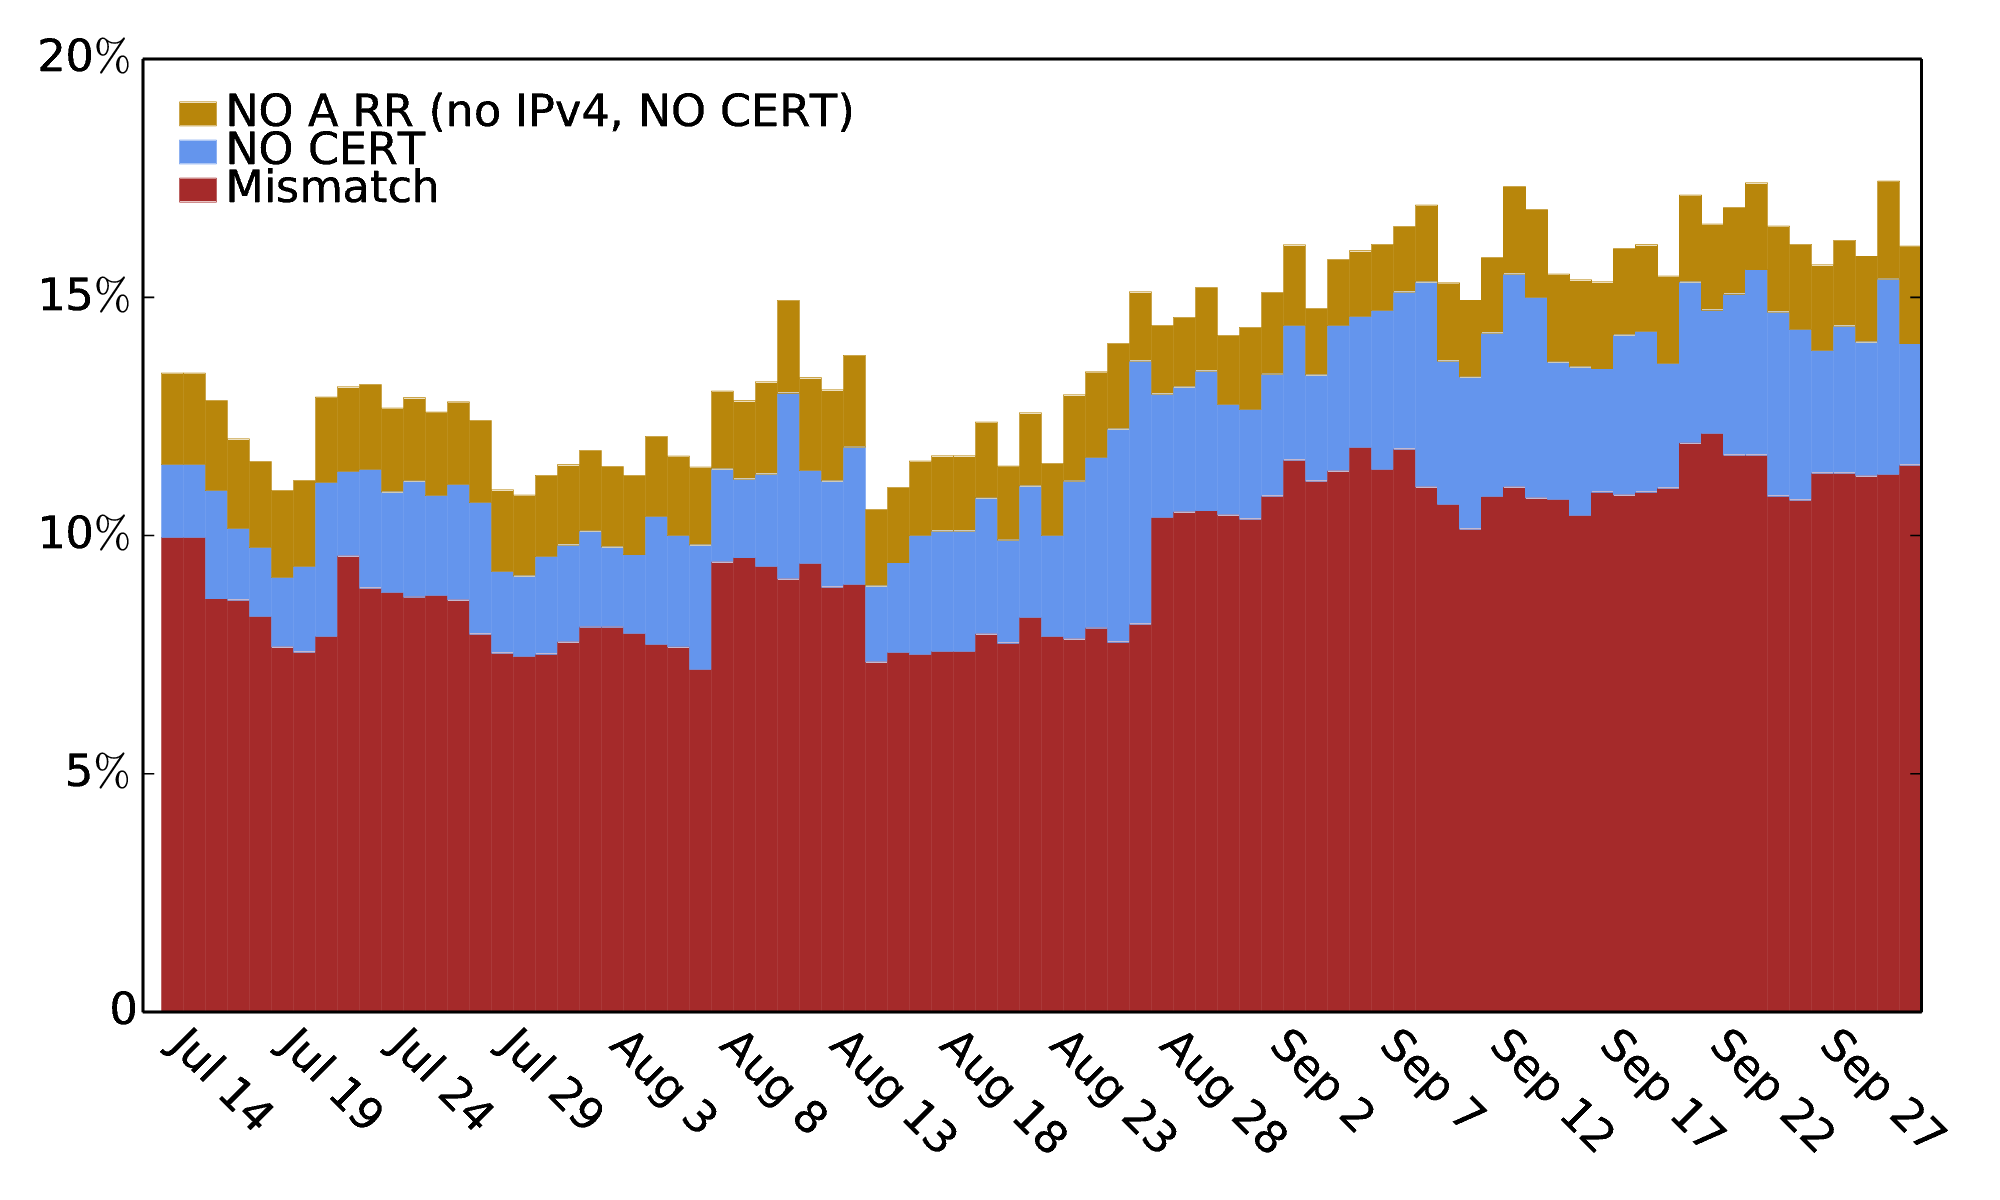 20%
15%
10%
5%
0
NO A RR (no IPv4, NO CERT)
NO CERT
Mismatch
Jul 14
Jul 19
Jul 24
Jul 29
Aug 3
Aug 8
Aug 13
Aug 18
Aug 23
Aug 28
Sep 2
Sep 7
Sep 12
Sep 17
Sep 22
Sep 27